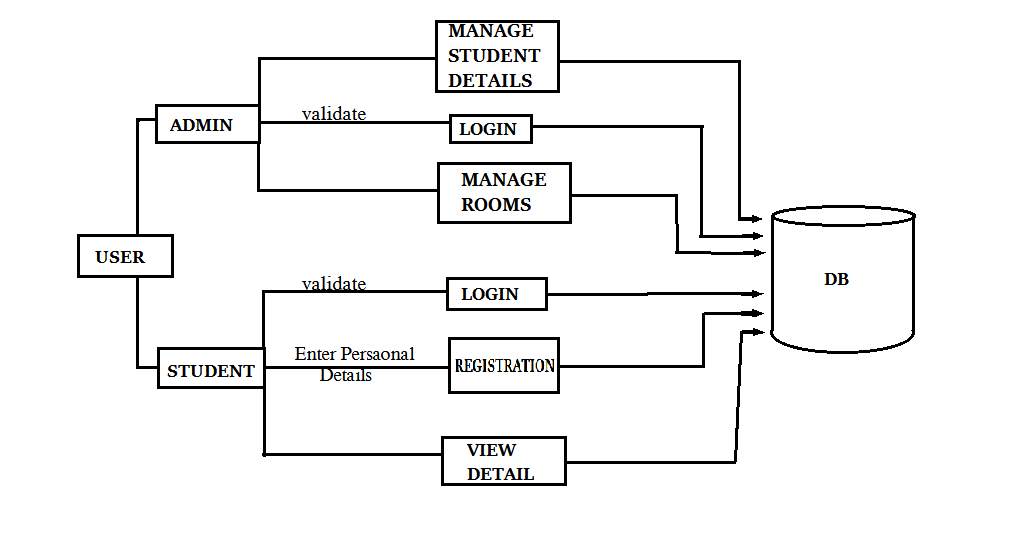 MANAGE
STUDENT
DETAILS
ADMIN
validate
LOGIN
MANAGE
ROOMS
USER
DB
validate
LOGIN
STUDENT
Enter Persaonal
Details
REGISTRATION
VIEW
DETAIL